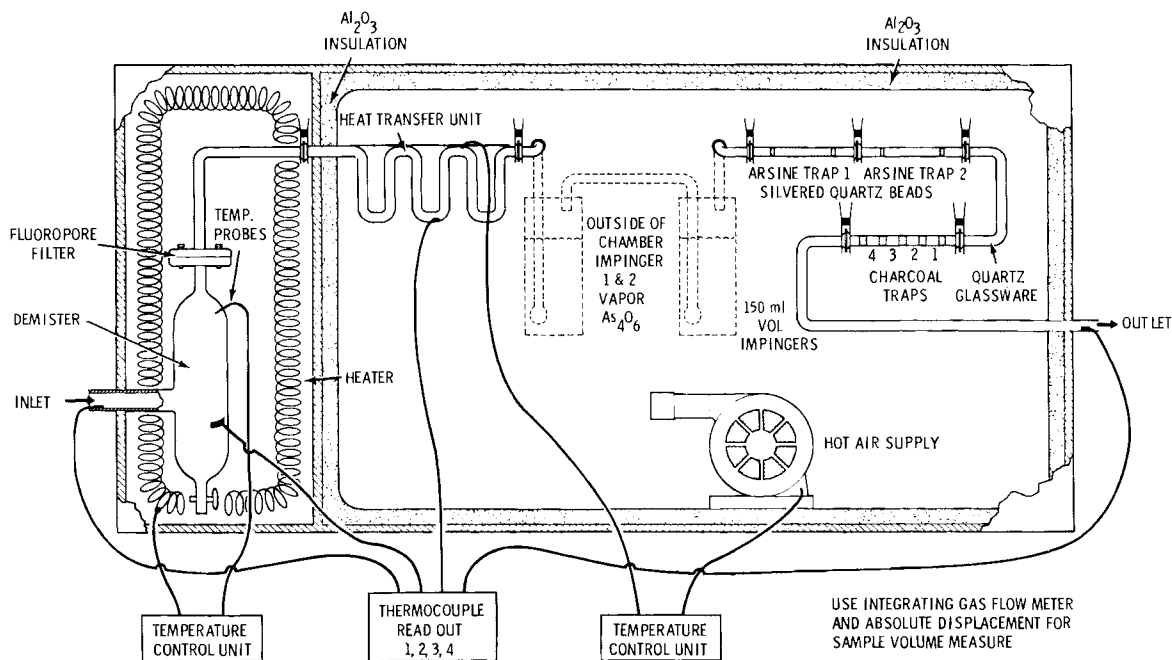 Al2O3
INSULATION
Al2O3
INSULATION
HEAT TRANSFER UNIT
ARSINE TRAP 1
ARSINE TRAP 2
SILVERED QUARTZ BEADS
TEMP.
PROBES
FLUOROPORE
FILTER
OUTSIDE OF
CHAMBER
IMPINGER
1 & 2
VAPOR
As4O6
4 3 2 1
CHARCOAL
TRAPS
QUARTZ
GLASSWARE
DEMISTER
150 ml
VOL
IMPINGERS
OUTLET
HEATER
INLET
HOT AIR SUPPLY
TEMPERATURE
CONTROL UNIT
THERMOCOUPLE
READ OUT
1, 2, 3, 4
TEMPERATURE
CONTROL UNIT
USE INTEGRATING GAS FLOW METER
AND ABSOLUTE DISPLACEMENT FOR
SAMPLE VOLUME MEASURE